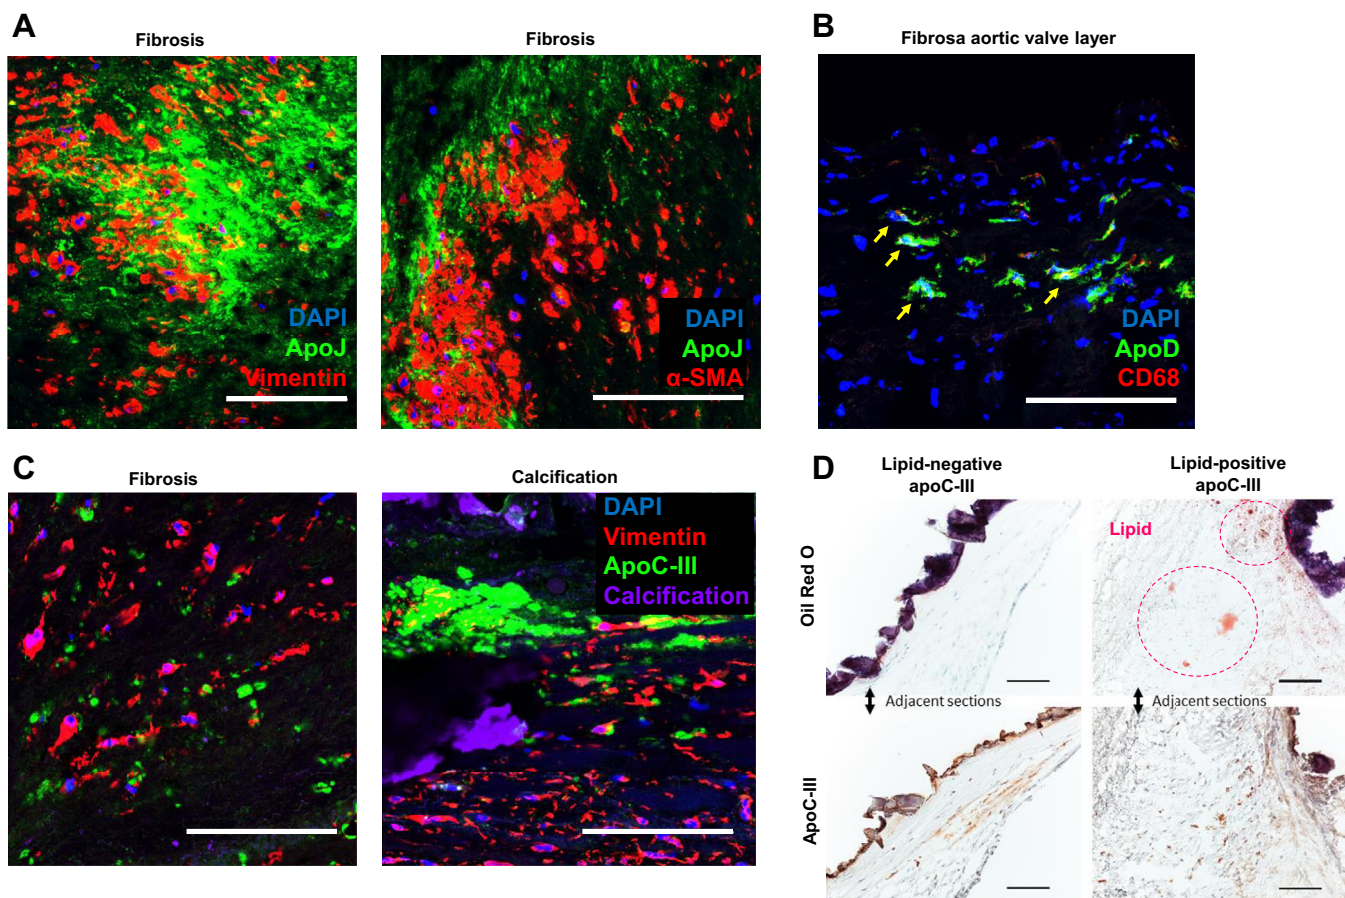 A
Fibrosis
Fibrosis
DAPI
ApoJ
Vimentin
DAPI
ApoJ
α-SMA
B
Fibrosa aortic valve layer
DAPI
ApoD
CD68
C
Fibrosis
Calcification
DAPI
Vimentin
ApoC-III
Calcification
D
Lipid-negative
apoC-III
Lipid-positive
apoC-III
Oil Red O
Lipid
Adjacent sections
Adjacent sections
ApoC-III